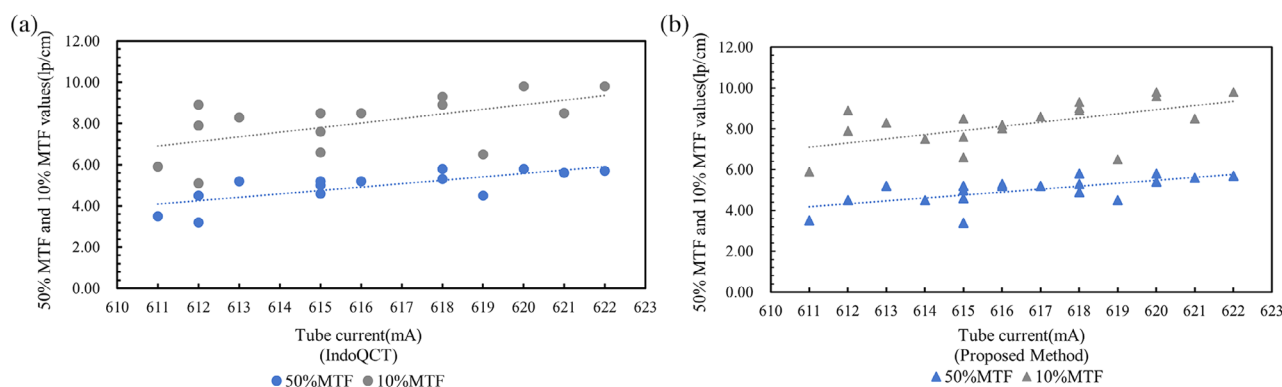 (a)
50% MTF and 10% MTF values(lp/cm)
12.00
10.00
8.00
6.00
4.00
2.00
0.00
610 611 612 613 614 615 616 617 618 619 620 621 622 623
Tube current(mA)
(IndoQCT)
50%MTF 10%MTF
(b)
50% MTF and 10% MTF values(lp/cm)
12.00
10.00
8.00
6.00
4.00
2.00
0.00
610 611 612 613 614 615 616 617 618 619 620 621 622 623
Tube current(mA)
(Proposed Method)
50%MTF 10%MTF